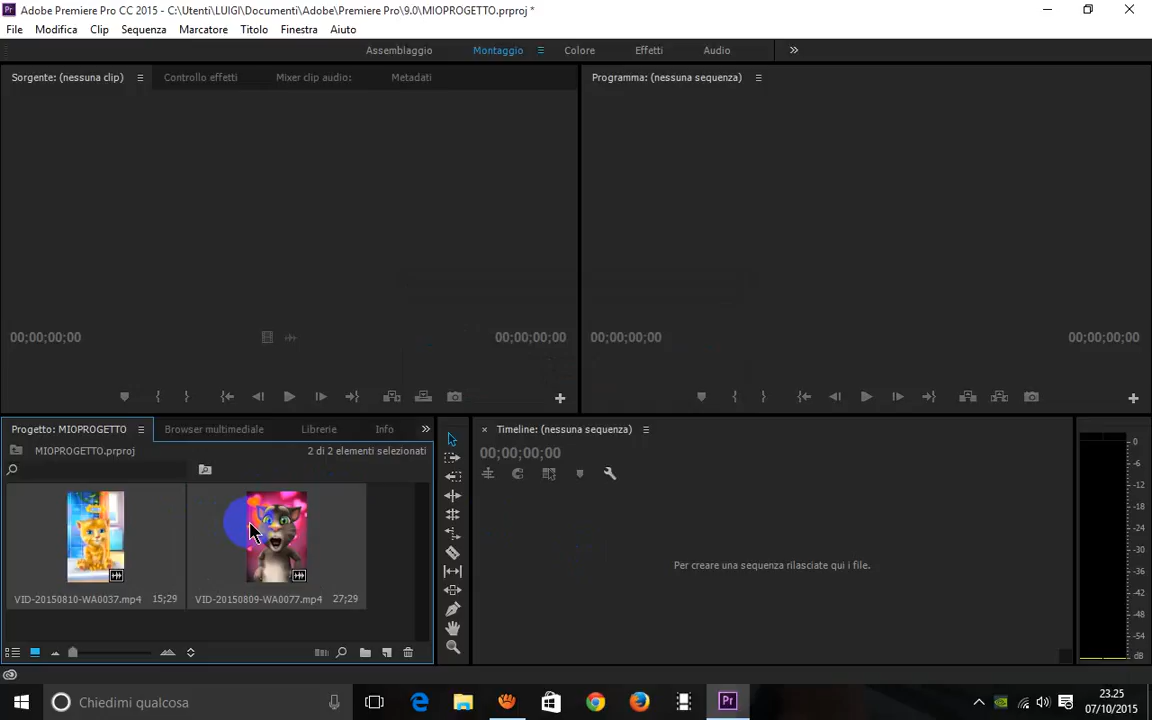 Pr Adobe Premiere Pro CC 2015 - C:\Utenti\LUIGI\Documenti\Adobe\Premiere Pro\9.0\MIOPROGETTO.prproj *
File Modifica Clip Sequenza Marcatore Titolo Finestra Aiuto
Assemblaggio Montaggio Colore Effetti Audio
Sorgente: (nessuna clip) Controllo effetti Mixer clip audio: Metadati
Programma: (nessuna sequenza)
00;00;00;00 00;00;00;00
00;00;00;00 00;00;00;00
Progetto: MIOPROGETTO Browser multimediale Librerie Info
MIOPROGETTO.prproj 2 di 2 elementi selezionati
VID-20150810-WA0037.mp4 15;29
VID-20150809-WA0077.mp4 27;29
Timeline: (nessuna sequenza)
00;00;00;00
Per creare una sequenza rilasciate qui i file.
0
-6
-12
-18
-24
-30
-36
-42
-48
-54
dB
Chiedimi qualcosa
Pr
23.25
07/10/2015